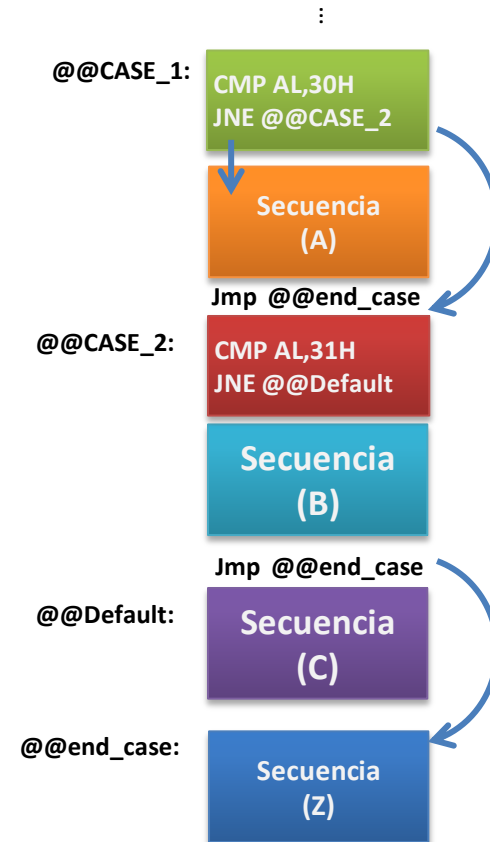 ⋮
@@CASE_1:
CMP AL,30H
JNE @@CASE_2
Secuencia
(A)
Jmp @@end_case
@@CASE_2:
CMP AL,31H
JNE @@Default
Secuencia
(B)
Jmp @@end_case
@@Default:
Secuencia
(C)
@@end_case:
Secuencia
(Z)